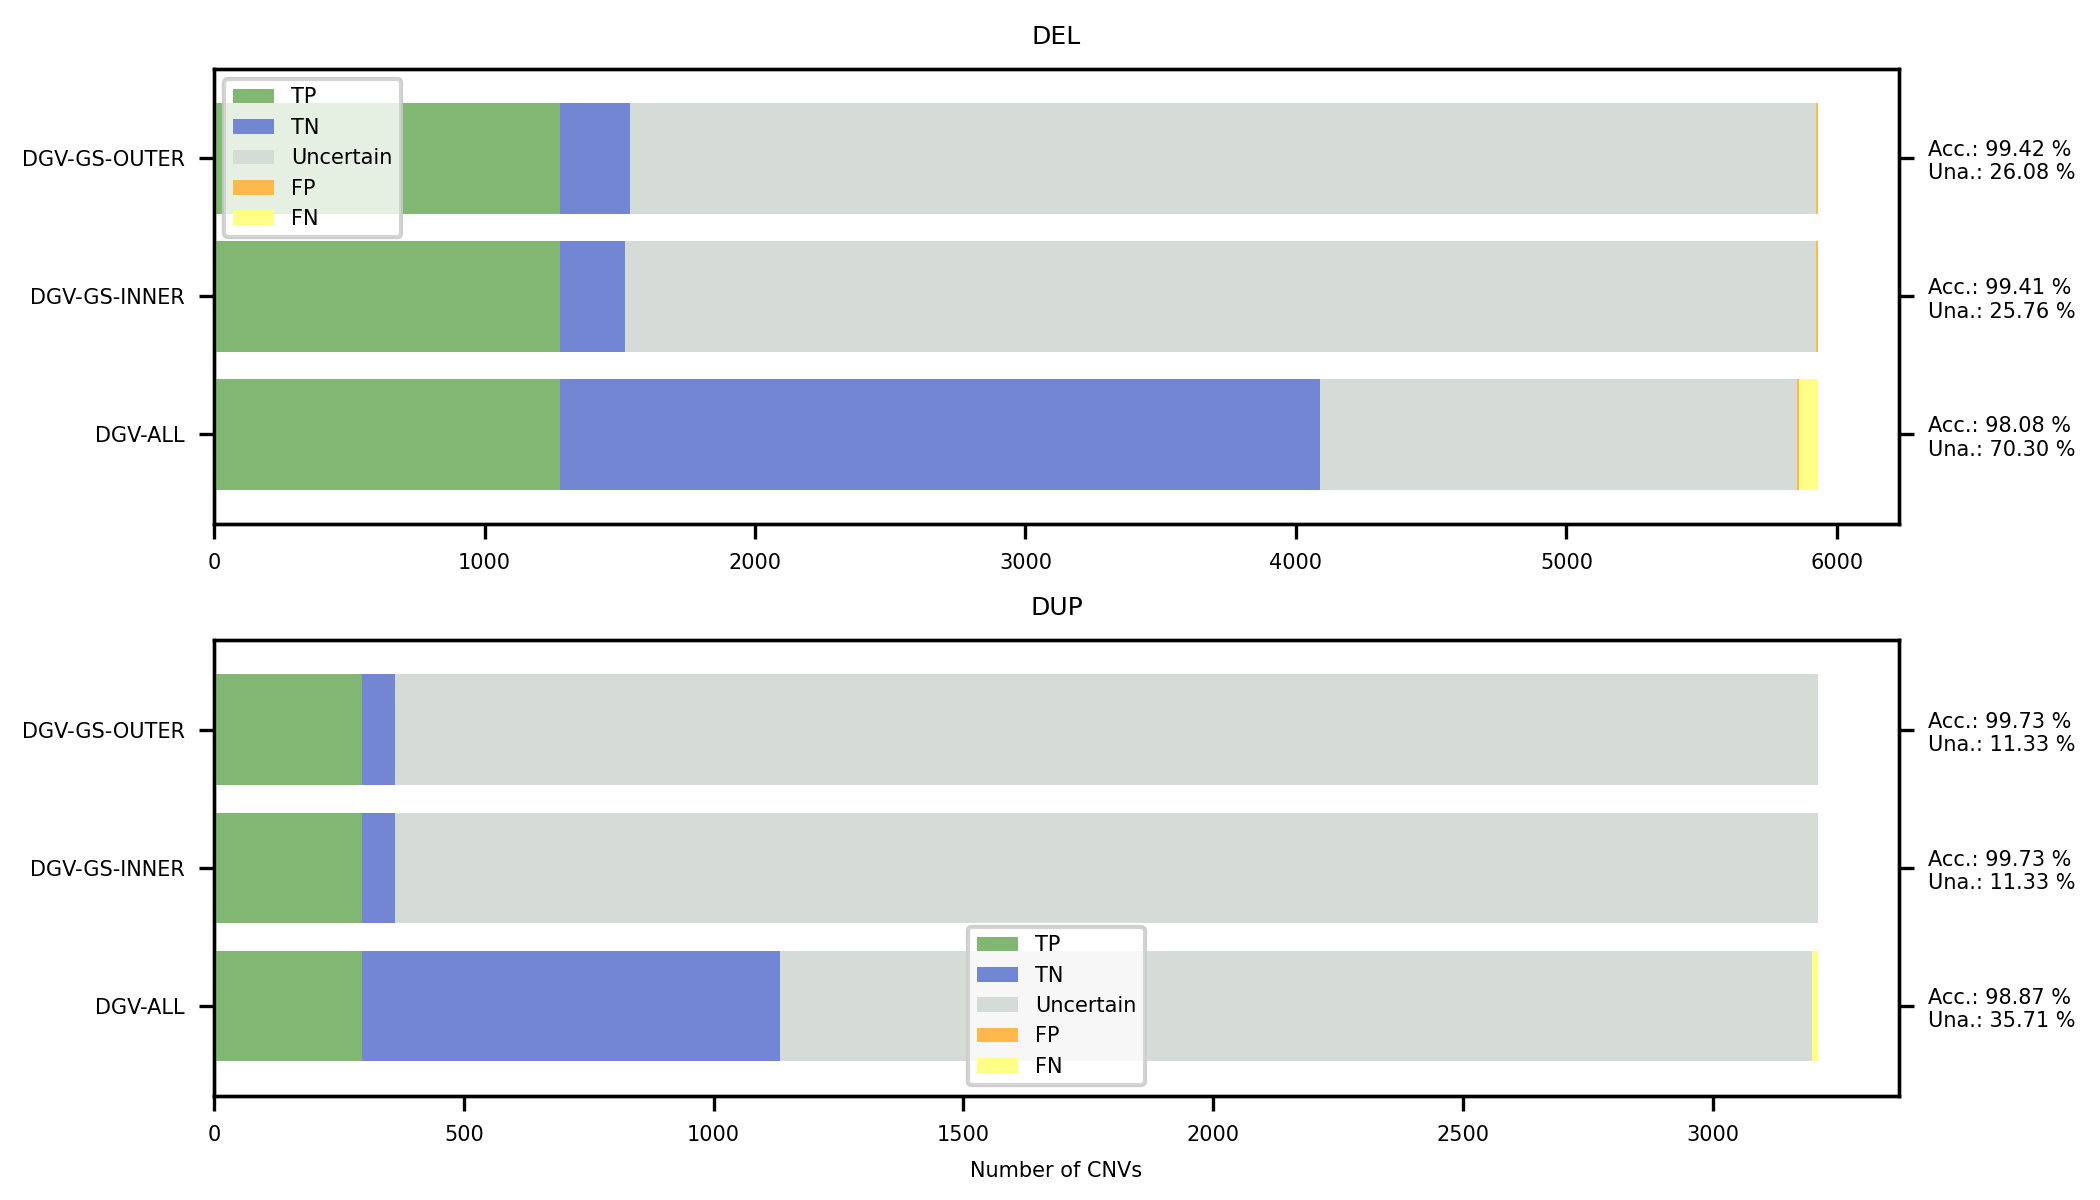 DEL
TP
TN
Uncertain
FP
FN
DGV-GS-OUTER
Acc.: 99.42 %
Una.: 26.08 %
DGV-GS-INNER
Acc.: 99.41 %
Una.: 25.76 %
DGV-ALL
Acc.: 98.08 %
Una.: 70.30 %
0 1000 2000 3000 4000 5000 6000
DUP
DGV-GS-OUTER
Acc.: 99.73 %
Una.: 11.33 %
DGV-GS-INNER
Acc.: 99.73 %
Una.: 11.33 %
TP
TN
Uncertain
FP
FN
DGV-ALL
Acc.: 98.87 %
Una.: 35.71 %
0 500 1000 1500 2000 2500 3000
Number of CNVs